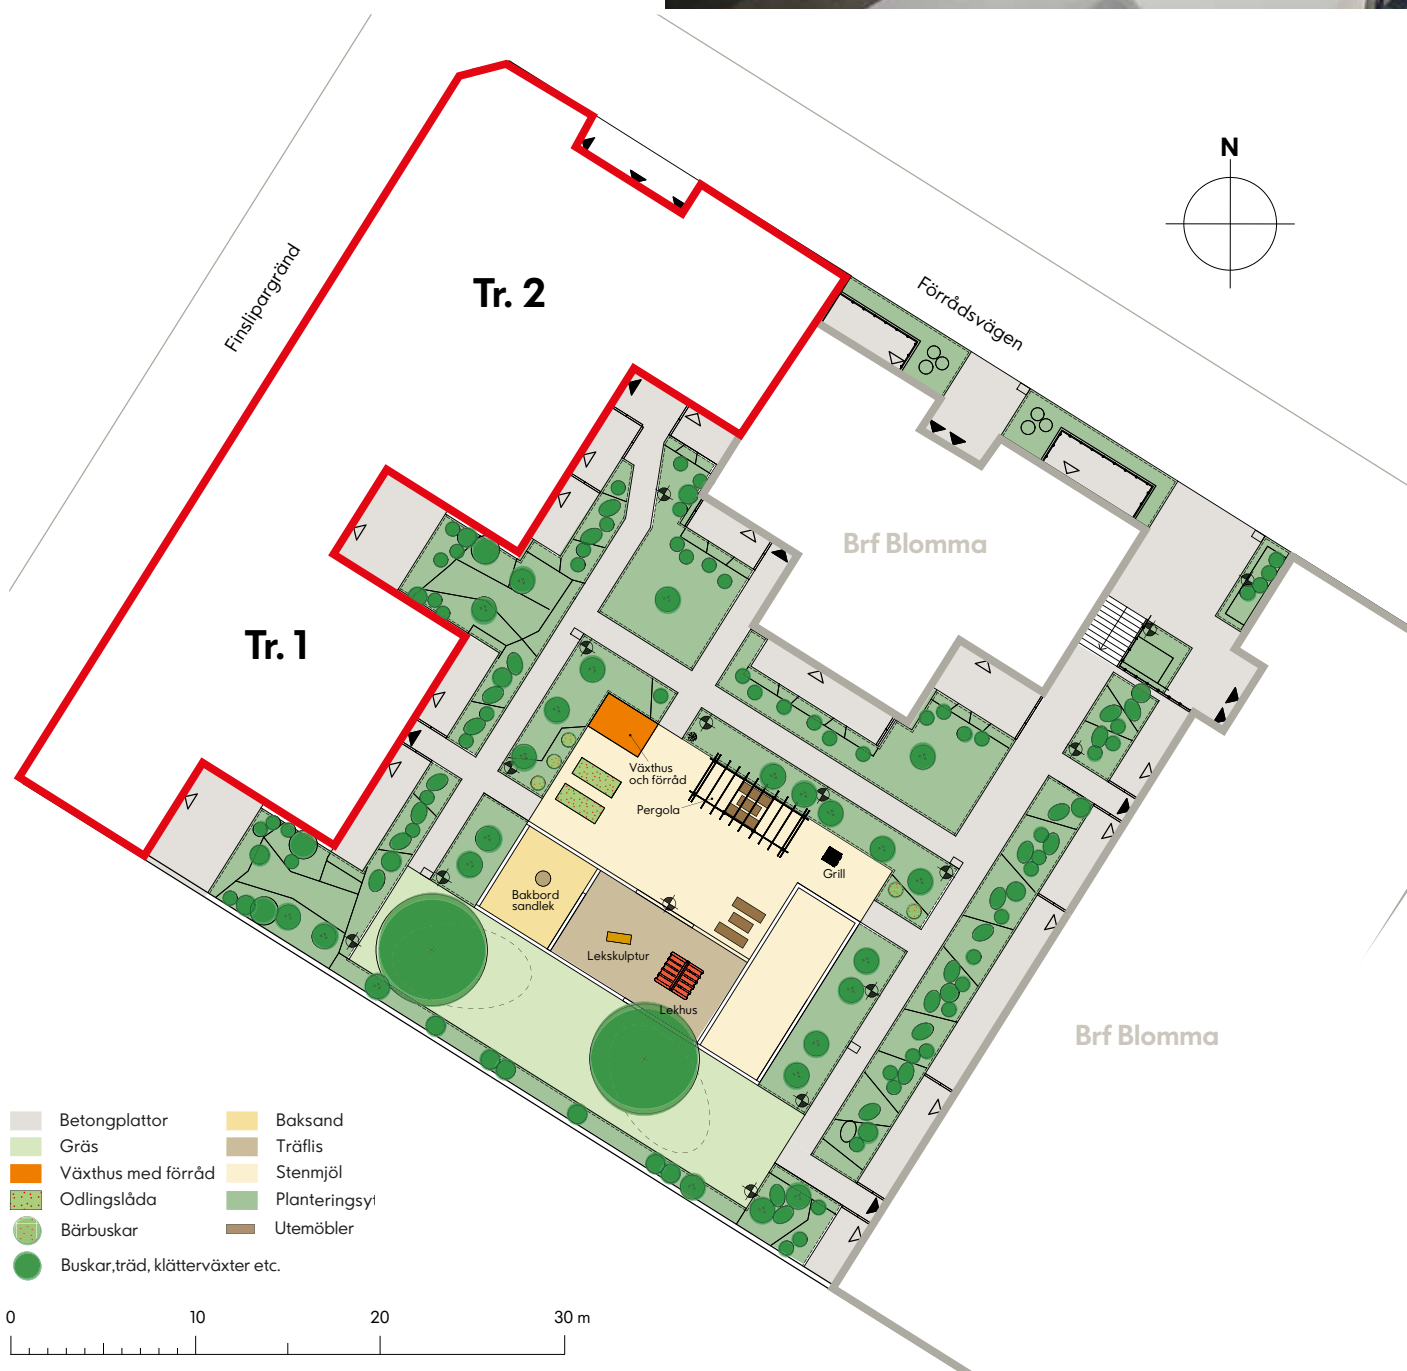 N
Finslipargränd
Tr. 2
Förrådsvägen
Brf Blomma
Tr. 1
Växthus
och förråd
Pergola
Grill
Bakbord
sandlek
Lekskulptur
Lekhus
Brf Blomma
Betongplattor
Gräs
Växthus med förråd
Odlingslåda
Bärbuskar
Buskar,träd, klätterväxter etc.
Baksand
Träflis
Stenmjöl
Planteringsyt
Utemöbler
0 10 20 30 m